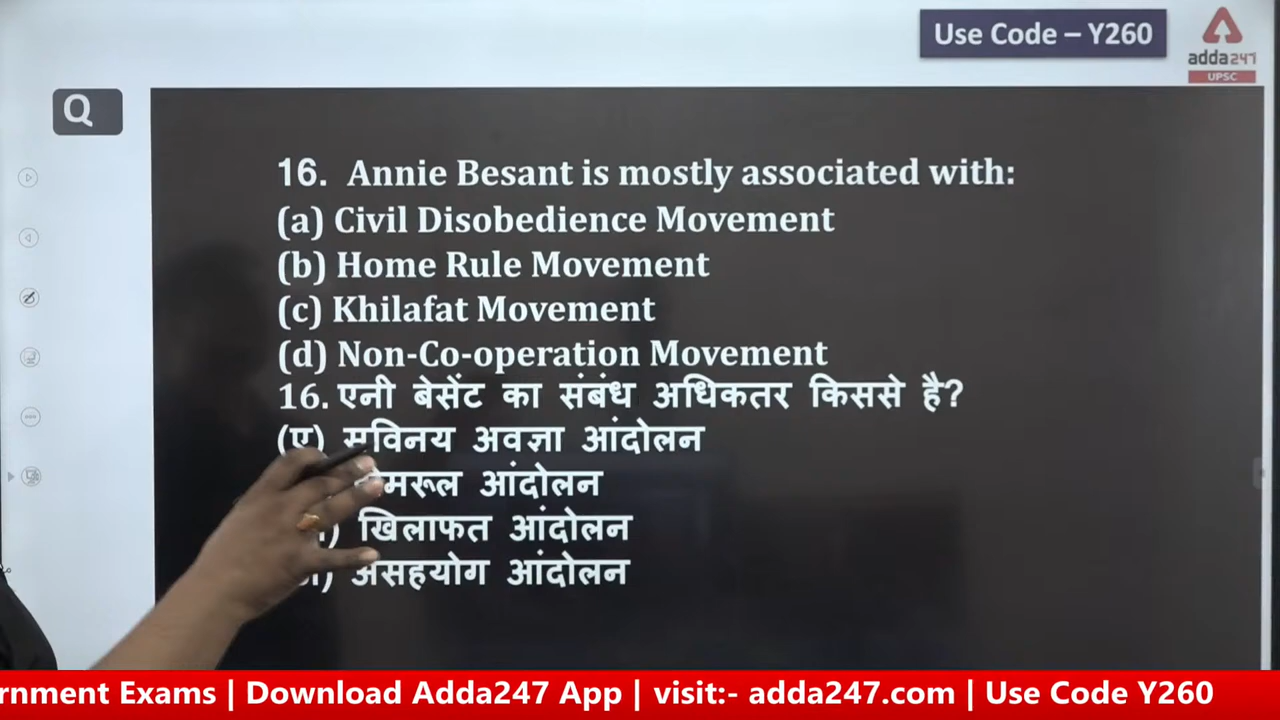 Use Code – Y260
adda247
UPSC
Q
16. Annie Besant is mostly associated with:
(a) Civil Disobedience Movement
(b) Home Rule Movement
(c) Khilafat Movement
(d) Non-Co-operation Movement
16. एनी बेसेंट का संबंध अधिकतर किससे है?
(ए) सविनय अवज्ञा आंदोलन
आंदोलन
खिलाफत आंदोलन
असहयोग आंदोलन
Exams | Download Adda247 App | visit:- adda247.com | Use Code Y260